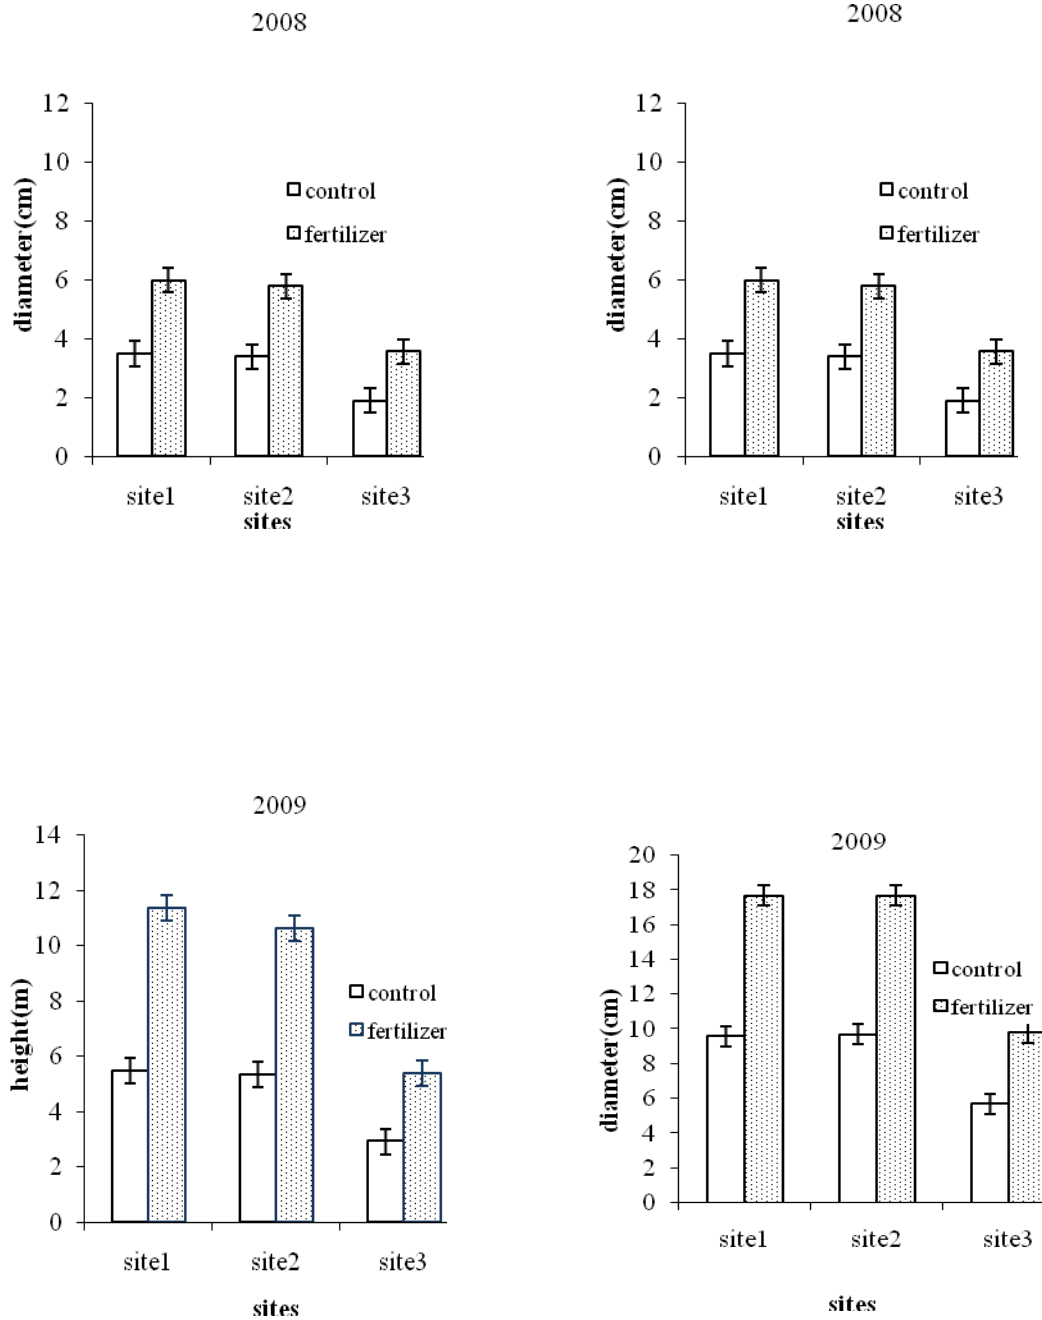 2008
12
10
8
6
4
2
0
diameter(cm)
control
fertilizer
site1 site2 site3
sites
2008
12
10
8
6
4
2
0
diameter(cm)
control
fertilizer
site1 site2 site3
sites
2009
14
12
10
8
6
4
2
0
height(m)
control
fertilizer
site1 site2 site3
sites
2009
20
18
16
14
12
10
8
6
4
2
0
diameter(cm)
control
fertilizer
site1 site2 site3
sites